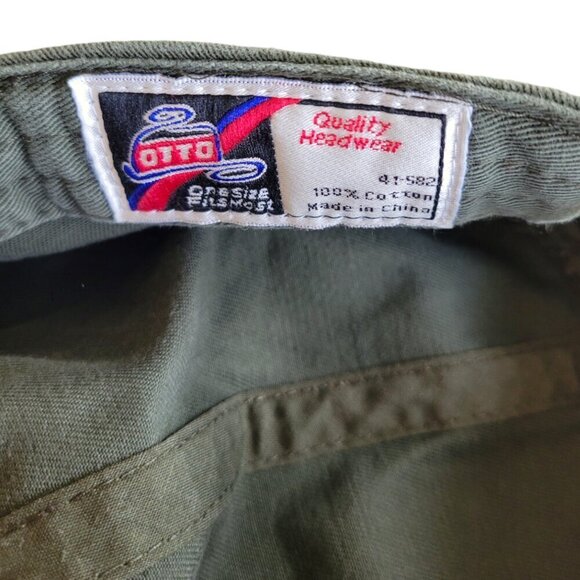 OTTO
One Size
Fits Most
Quality
Headwear
41-582
100% Cotton
Made in China